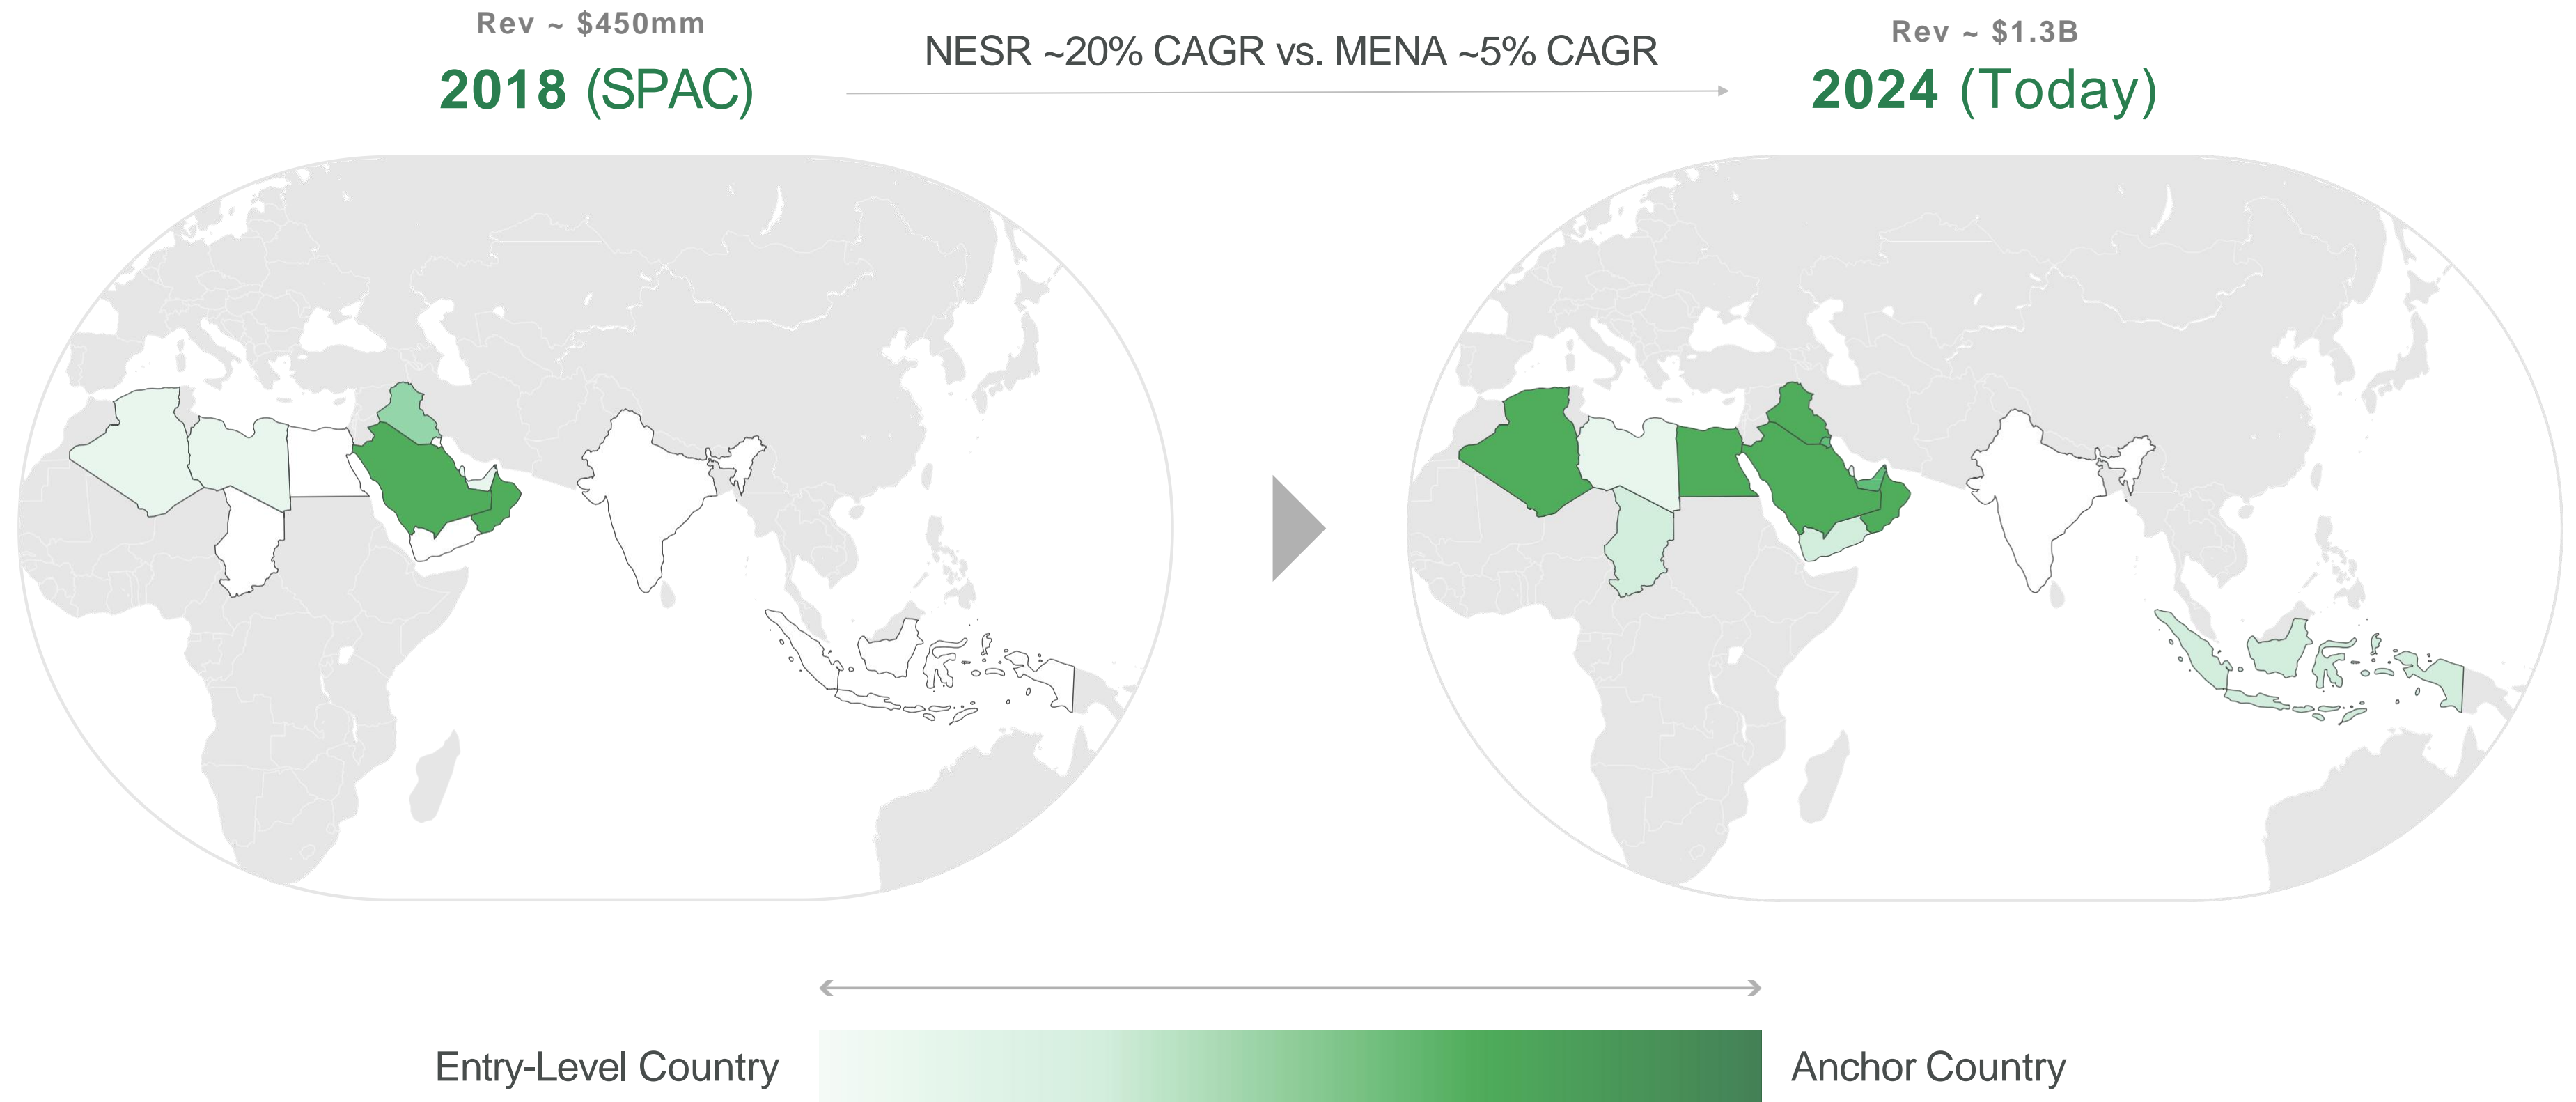 Rev ~ $450mm
2018 (SPAC)
NESR ~20% CAGR vs. MENA ~5% CAGR
Rev ~ $1.3B
2024 (Today)
Entry-Level Country
Anchor Country